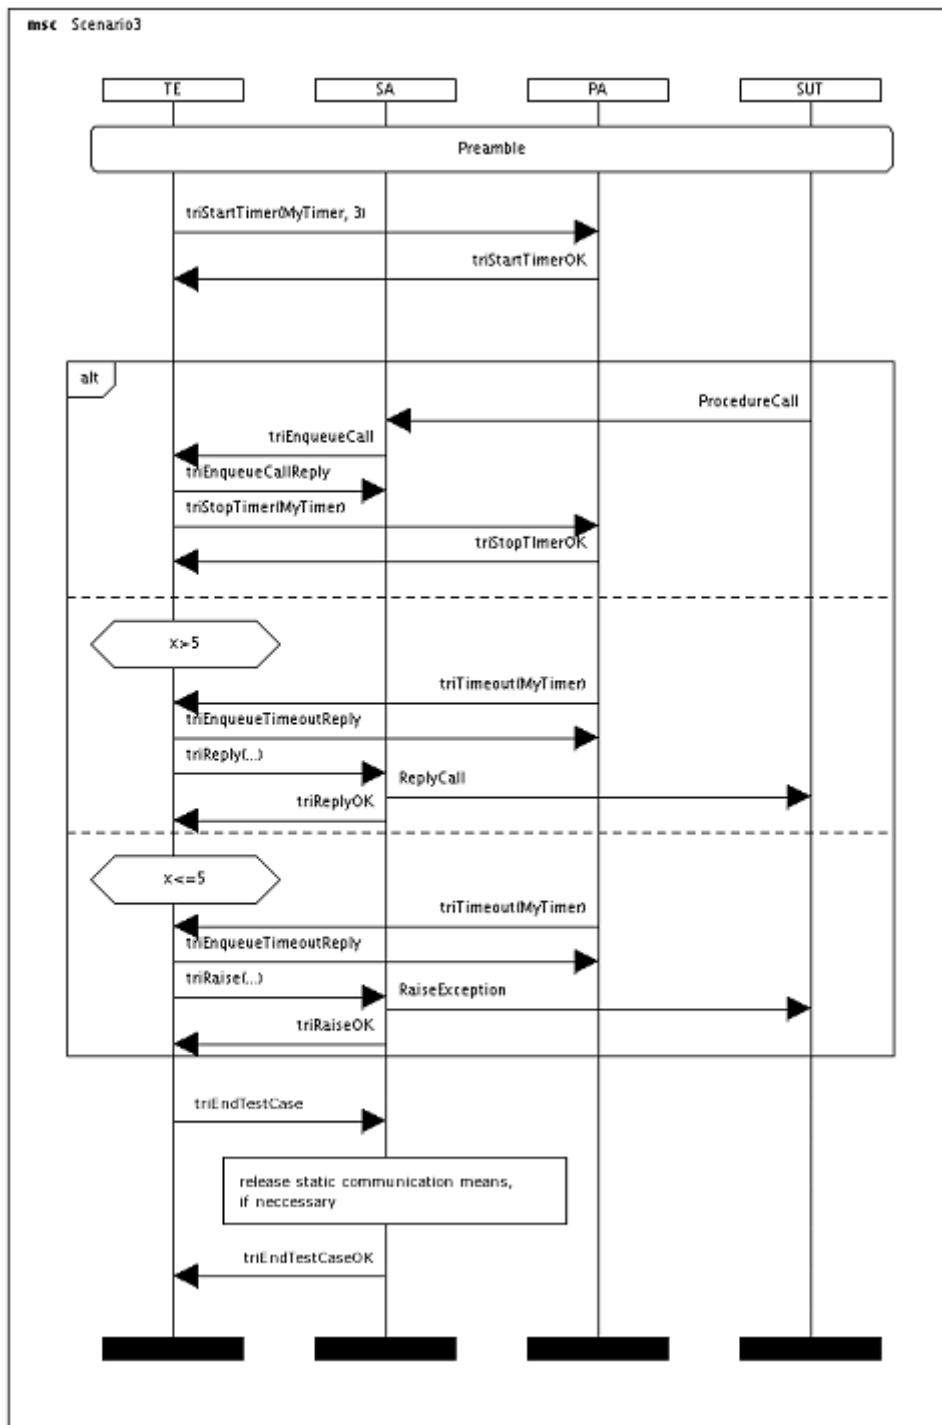 msc Scenario3
TE SA PA SUT
Preamble
triStartTimer(MyTimer, 3)
triStartTimerOK
alt
ProcedureCall
triEnqueueCall
triEnqueueCallReply
triStopTimer(MyTimer)
triStopTImerOK
x>5
triTimeout(MyTimer)
triEnqueueTimeoutReply
triReply(...)
ReplyCall
triReplyOK
x<=5
triTimeout(MyTimer)
triEnqueueTimeoutReply
triRaise(...)
RaiseException
triRaiseOK
triEndTestCase
release static communication means,
if neccessary
triEndTestCaseOK